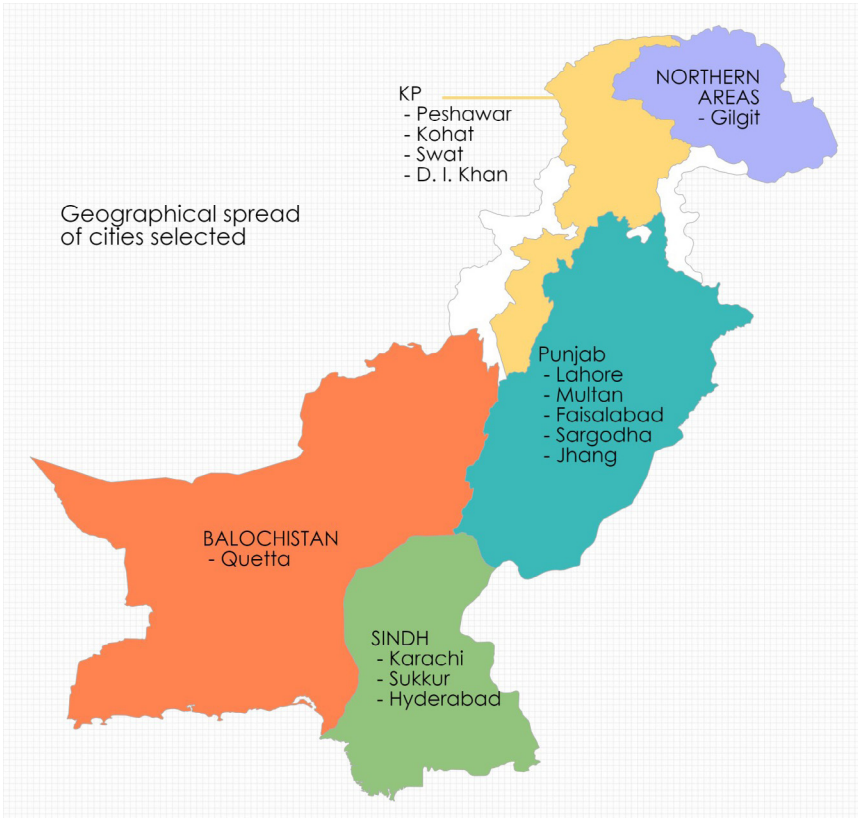 NORTHERN
AREAS
- Gilgit
KP
- Peshawar
- Kohat
- Swat
- D. I. Khan
Geographical spread
of cities selected
Punjab
- Lahore
- Multan
- Faisalabad
- Sargodha
- Jhang
BALOCHISTAN
- Quetta
SINDH
- Karachi
- Sukkur
- Hyderabad